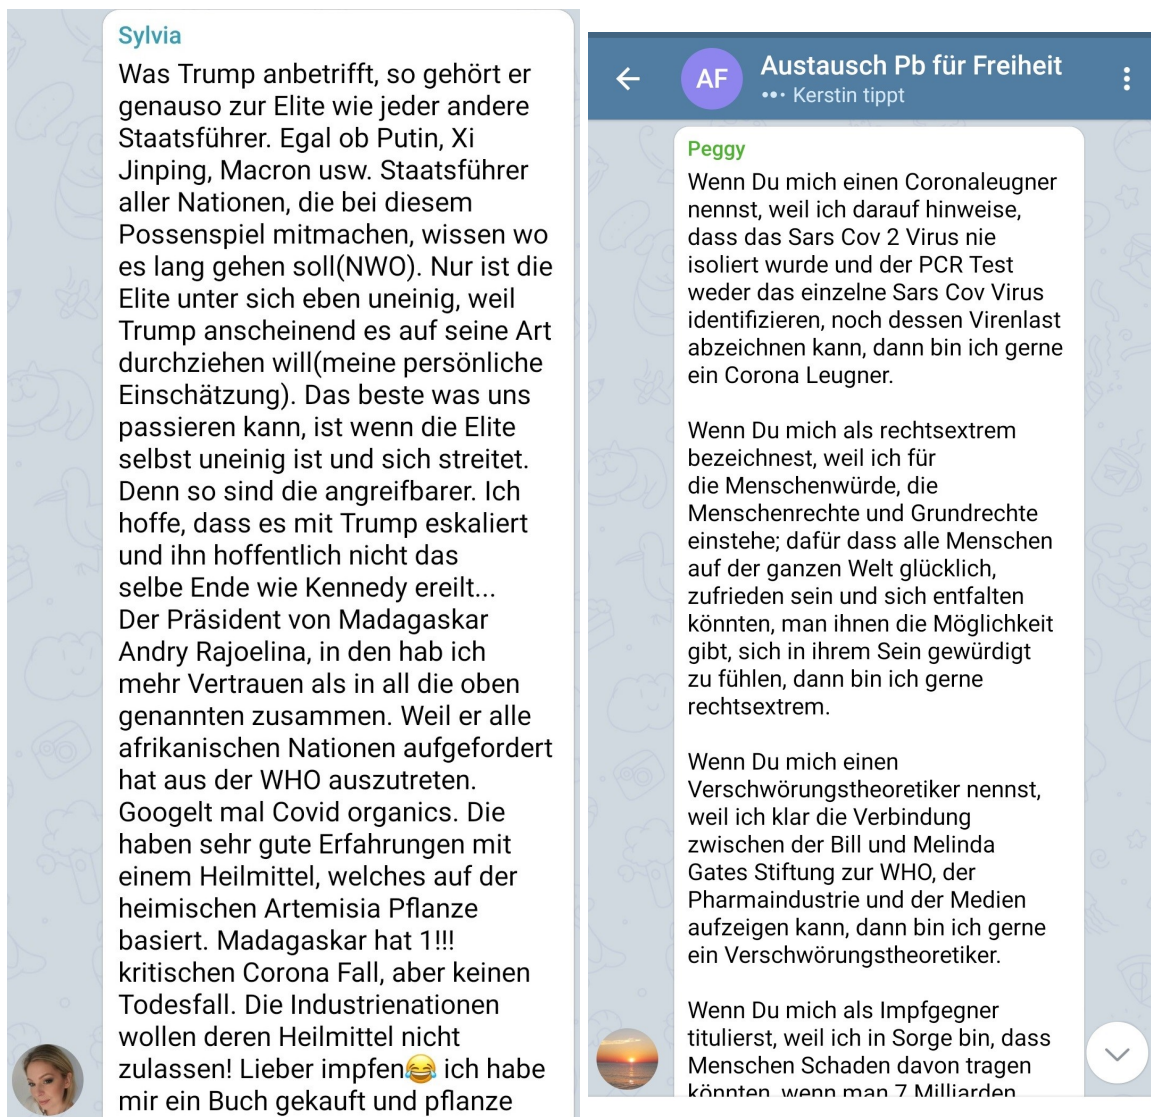 Sylvia
Was Trump anbetrifft, so gehört er
genauso zur Elite wie jeder andere
Staatsführer. Egal ob Putin, Xi
Jinping, Macron usw. Staatsführer
aller Nationen, die bei diesem
Possenspiel mitmachen, wissen wo
es lang gehen soll(NWO). Nur ist die
Elite unter sich eben uneinig, weil
Trump anscheinend es auf seine Art
durchziehen will(meine persönliche
Einschätzung). Das beste was uns
passieren kann, ist wenn die Elite
selbst uneinig ist und sich streitet.
Denn so sind die angreifbarer. Ich
hoffe, dass es mit Trump eskaliert
und ihn hoffentlich nicht das
selbe Ende wie Kennedy ereilt...
Der Präsident von Madagaskar
Andry Rajoelina, in den hab ich
mehr Vertrauen als in all die oben
genannten zusammen. Weil er alle
afrikanischen Nationen aufgefordert
hat aus der WHO auszutreten.
Googelt mal Covid organics. Die
haben sehr gute Erfahrungen mit
einem Heilmittel, welches auf der
heimischen Artemisia Pflanze
basiert. Madagaskar hat 1!!!
kritischen Corona Fall, aber keinen
Todesfall. Die Industrienationen
wollen deren Heilmittel nicht
zulassen! Lieber impfen😂 ich habe
mir ein Buch gekauft und pflanze
AF
Austausch Pb für Freiheit
••• Kerstin tippt
Peggy
Wenn Du mich einen Coronaleugner
nennst, weil ich darauf hinweise,
dass das Sars Cov 2 Virus nie
isoliert wurde und der PCR Test
weder das einzelne Sars Cov Virus
identifizieren, noch dessen Virenlast
abzeichnen kann, dann bin ich gerne
ein Corona Leugner.
Wenn Du mich als rechtsextrem
bezeichnest, weil ich für
die Menschenwürde, die
Menschenrechte und Grundrechte
einstehe; dafür dass alle Menschen
auf der ganzen Welt glücklich,
zufrieden sein und sich entfalten
könnten, man ihnen die Möglichkeit
gibt, sich in ihrem Sein gewürdigt
zu fühlen, dann bin ich gerne
rechtsextrem.
Wenn Du mich einen
Verschwörungstheoretiker nennst,
weil ich klar die Verbindung
zwischen der Bill und Melinda
Gates Stiftung zur WHO, der
Pharmaindustrie und der Medien
aufzeigen kann, dann bin ich gerne
ein Verschwörungstheoretiker.
Wenn Du mich als Impfgegner
titulierst, weil ich in Sorge bin, dass
Menschen Schaden davon tragen
könnten, wenn man 7 Milliarden